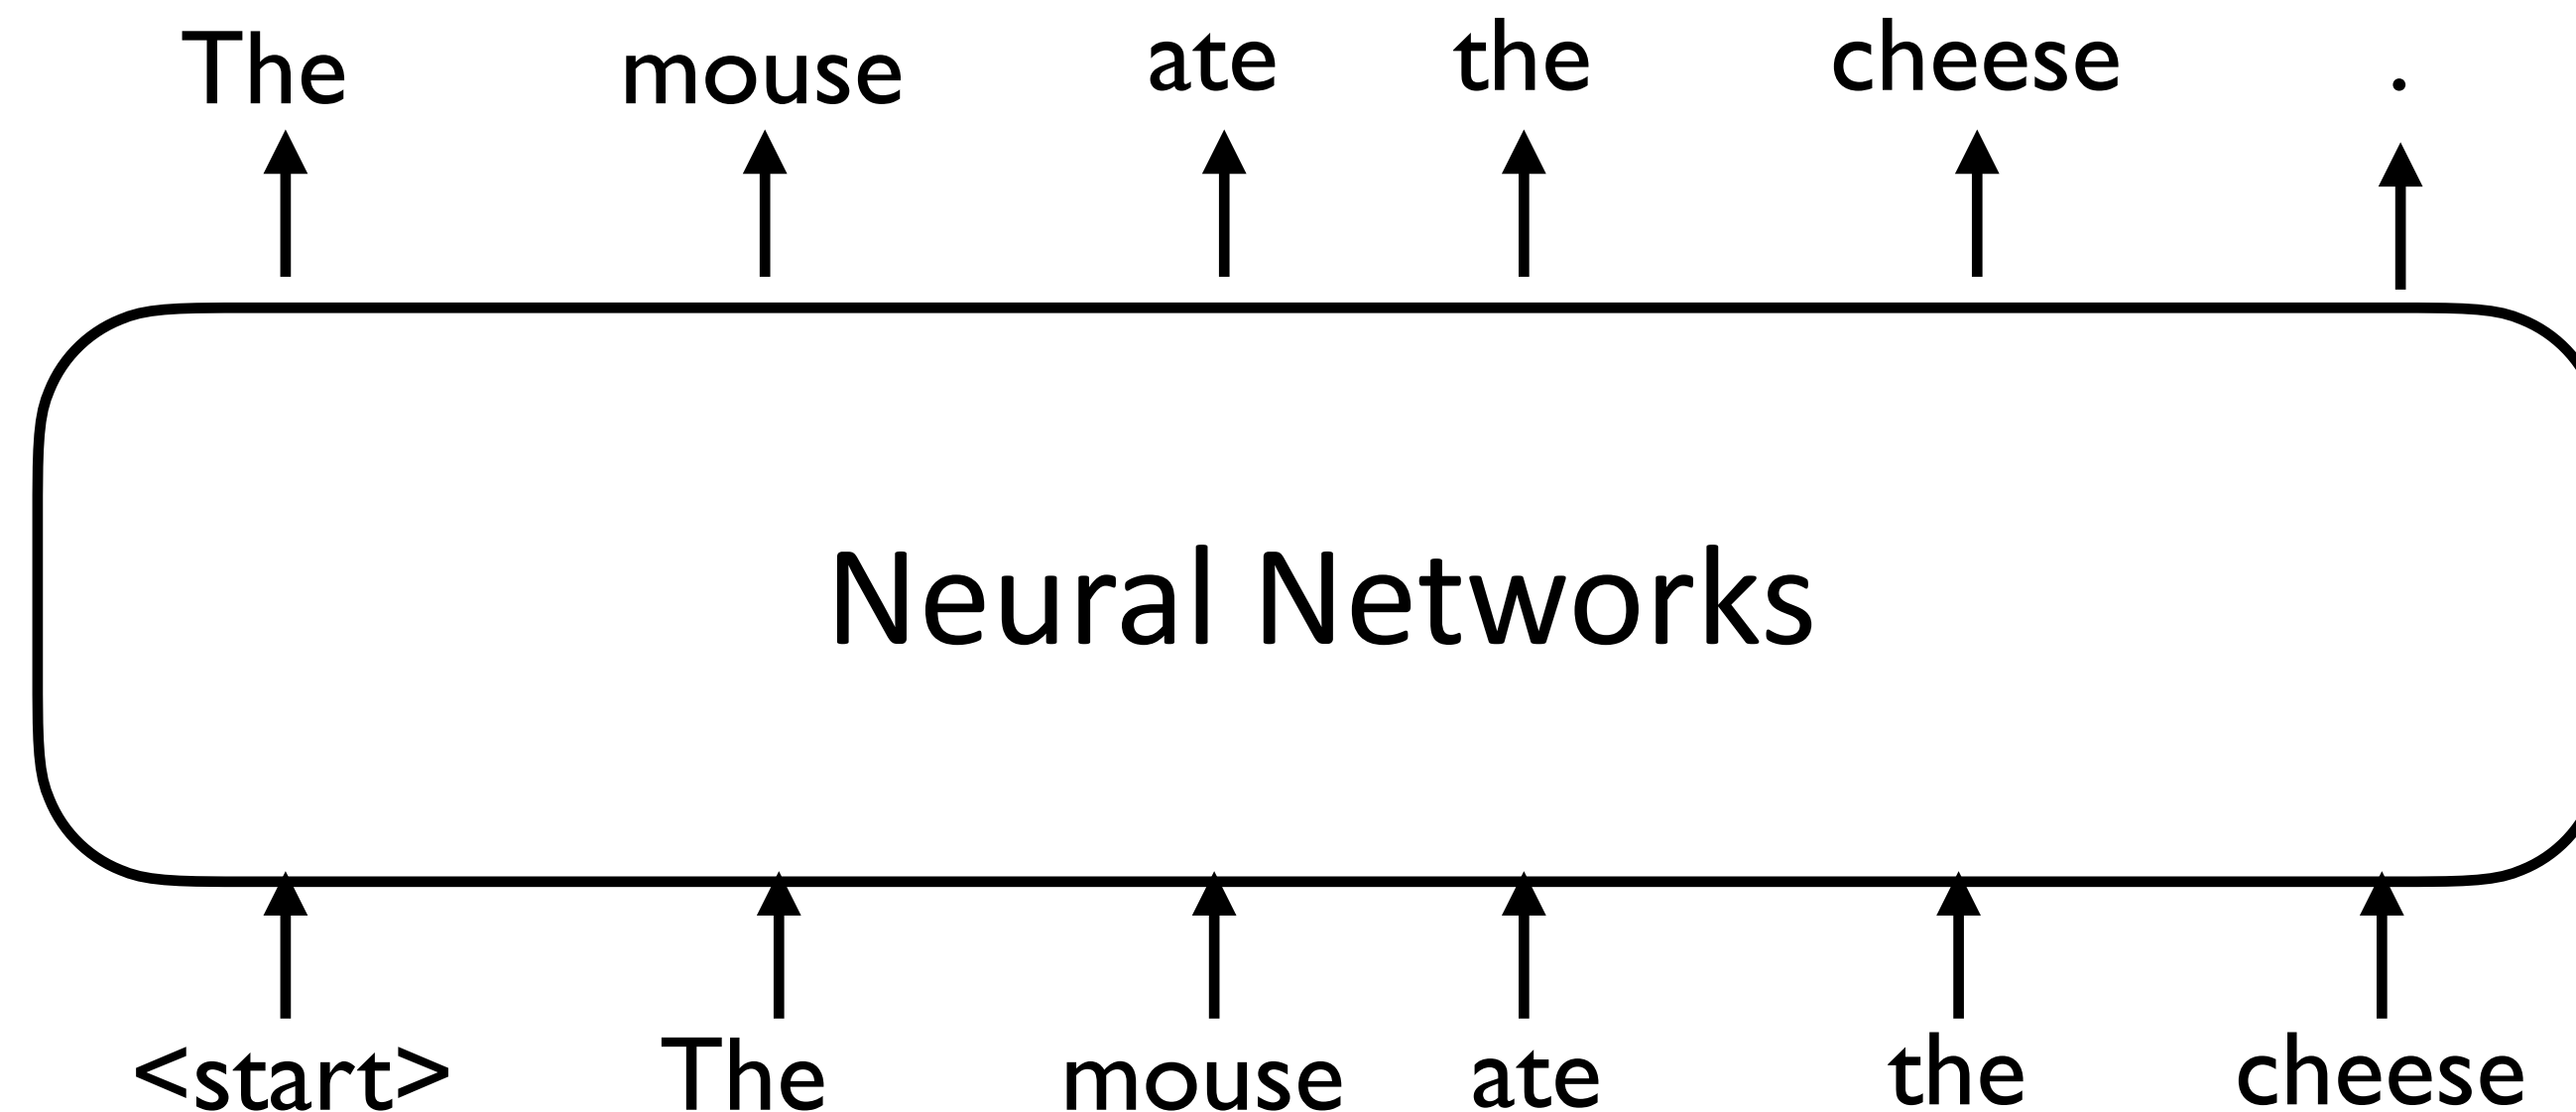 The mouse ate the cheese .
Neural Networks
<start> The mouse ate the cheese